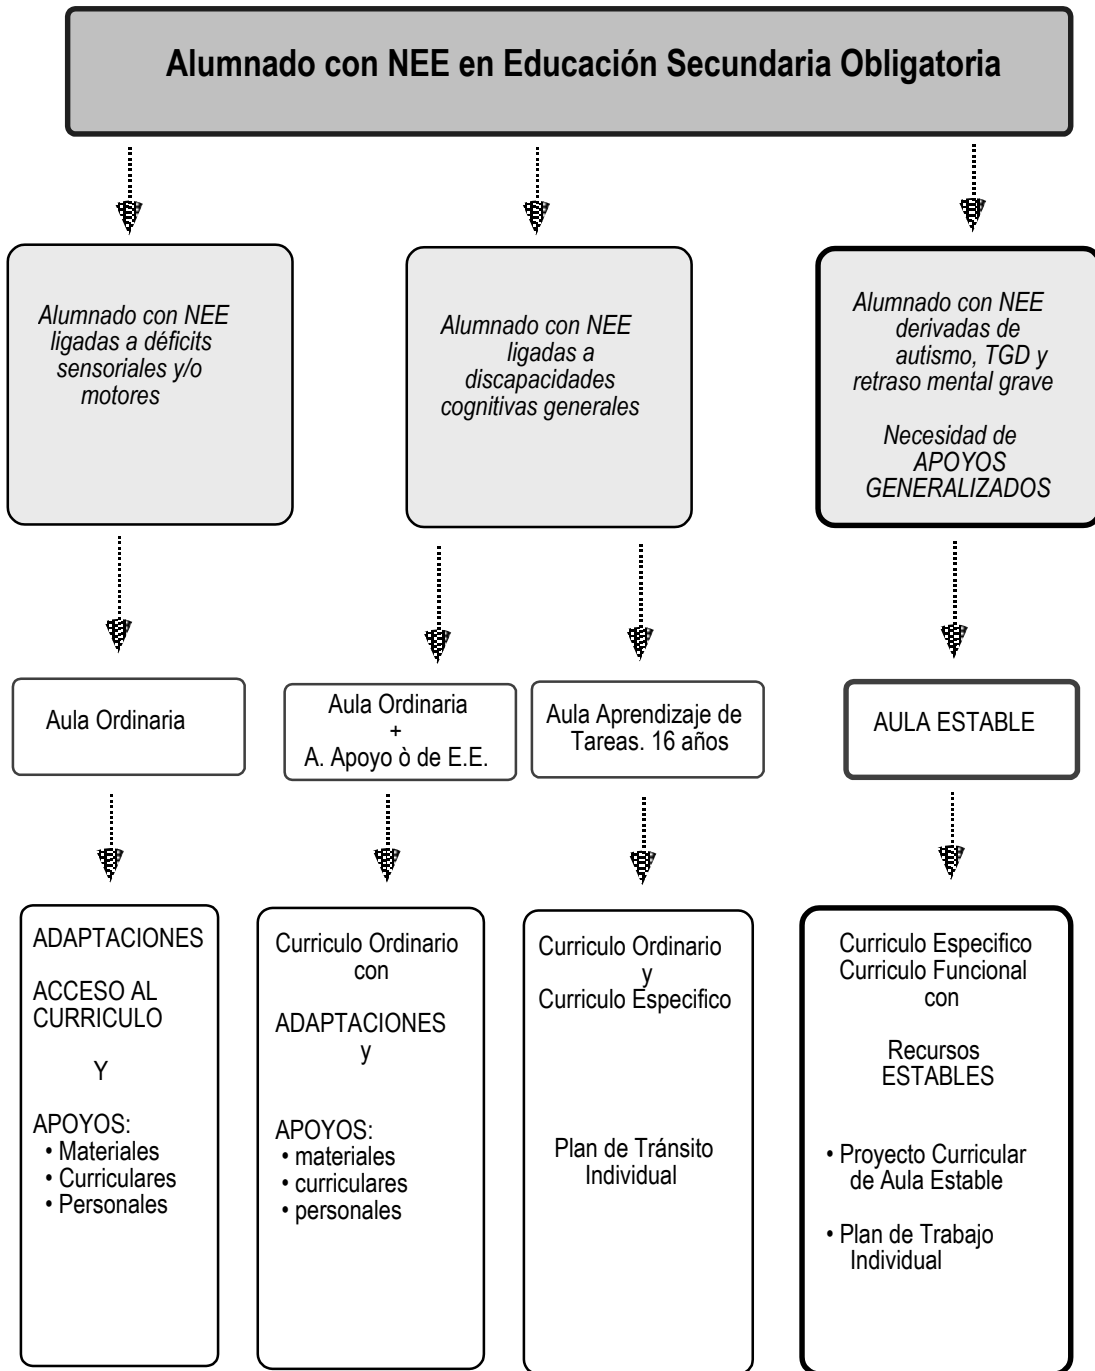 Alumnado con NEE en Educación Secundaria Obligatoria
Alumnado con NEE
ligadas a déficits
sensoriales y/o
motores
Alumnado con NEE
ligadas a
discapacidades
cognitivas generales
Alumnado con NEE
derivadas de
autismo, TGD y
retraso mental grave
Necesidad de
APOYOS
GENERALIZADOS
Aula Ordinaria
Aula Ordinaria
+
A. Apoyo ò de E.E.
Aula Aprendizaje de
Tareas. 16 años
AULA ESTABLE
ADAPTACIONES
ACCESO AL
CURRICULO
Y
APOYOS:
• Materiales
• Curriculares
• Personales
Curriculo Ordinario
con
ADAPTACIONES
y
APOYOS:
• materiales
• curriculares
• personales
Curriculo Ordinario
y
Curriculo Especifico
Plan de Tránsito
Individual
Curriculo Especifico
Curriculo Funcional
con
Recursos
ESTABLES
• Proyecto Curricular
de Aula Estable
• Plan de Trabajo
Individual